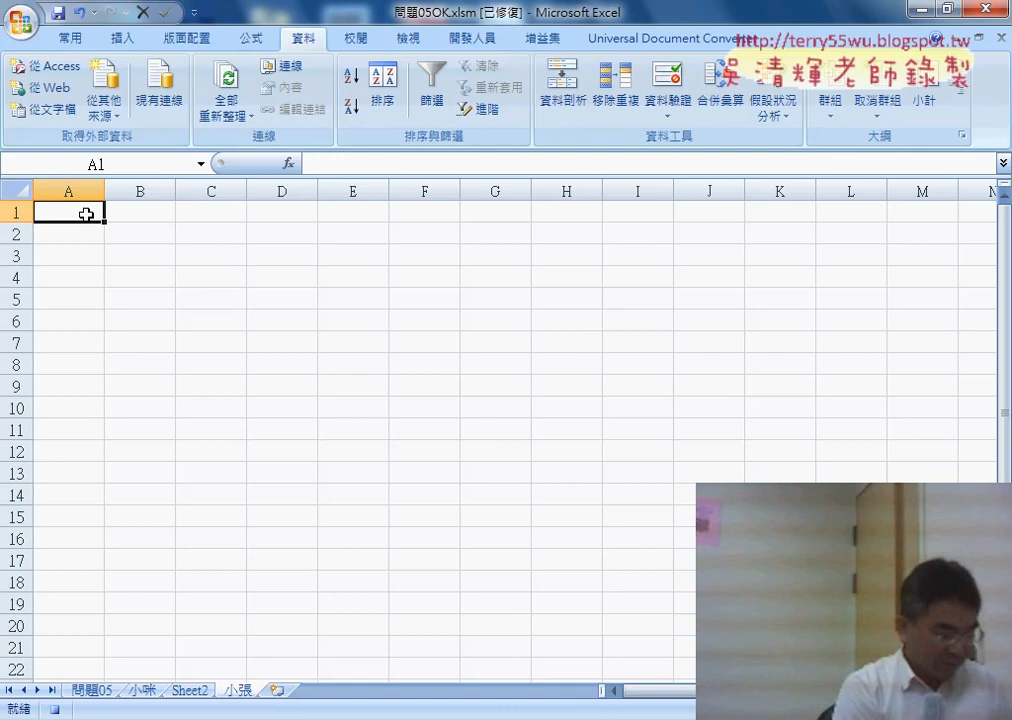 問題05OK.xlsm [已修復] - Microsoft Excel
常用 插入 版面配置 公式 資料 校閱 檢視 開發人員 增益集 Universal Document Conver
http://terry55wu.blogspot.tw
吳清輝老師錄製
從 Access
從 Web
從文字檔
從其他來源
現有連線
取得外部資料
全部重新整理
連線
內容
編輯連結
連線
排序
篩選
清除
重新套用
進階
排序與篩選
資料剖析
移除重複
資料驗證
合併彙算
假設狀況分析
資料工具
群組
取消群組
小計
大綱
A1
fx
A B C D E F G H I J K L M N
1
2
3
4
5
6
7
8
9
10
11
12
13
14
15
16
17
18
19
20
21
22
問題05 小咪 Sheet2 小張
就緒